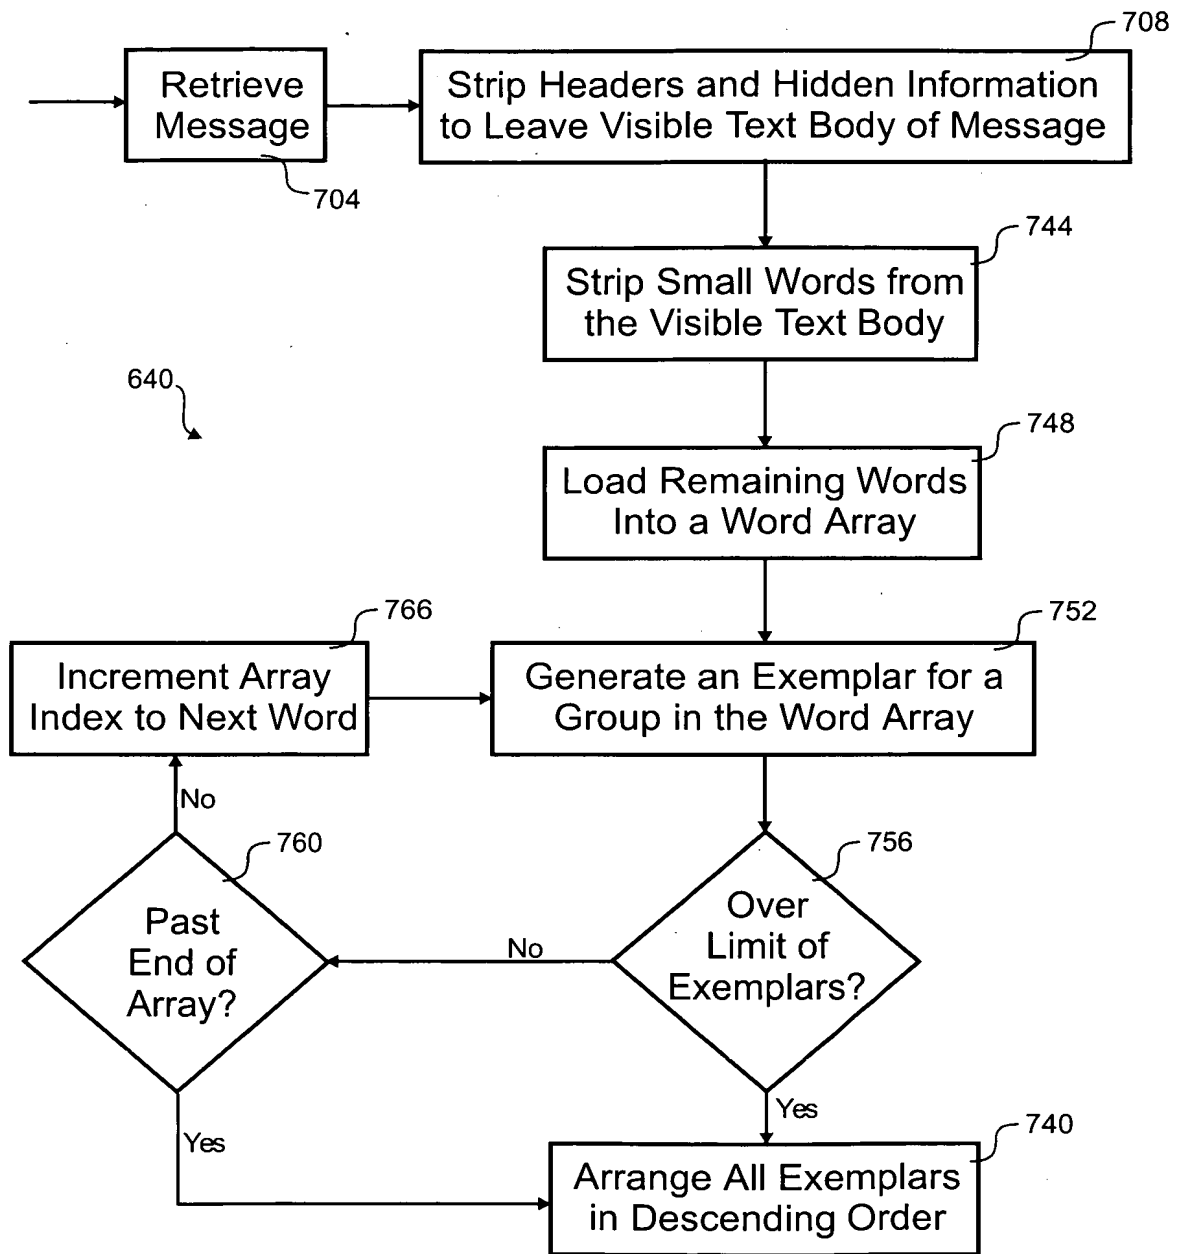 708
Retrieve
Message
Strip Headers and Hidden Information
to Leave Visible Text Body of Message
704
744
Strip Small Words from
the Visible Text Body
640
748
Load Remaining Words
Into a Word Array
766
752
Increment Array
Index to Next Word
Generate an Exemplar for a
Group in the Word Array
No
760
756
Past
End of
Array?
No
Over
Limit of
Exemplars?
Yes
Yes
740
Arrange All Exemplars
in Descending Order